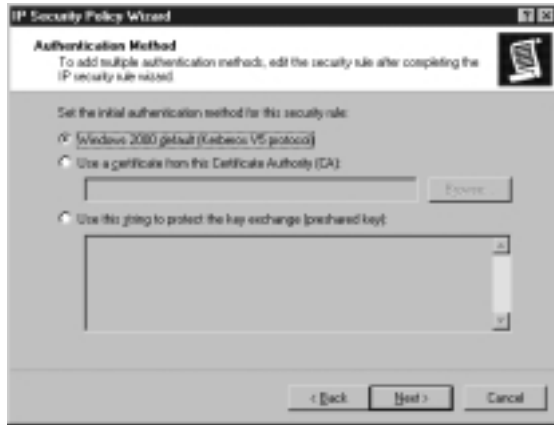 IP Security Policy Wizard
Authentication Method
To add multiple authentication methods, edit the security rule after completing the
IP security rule wizard.
Set the initial authentication method for this security rule:
Windows 2000 default (Kerberos V5 protocol)
Use a certificate from this Certificate Authority (CA):
Browse...
Use this string to protect the key exchange (preshared key):
< Back
Next >
Cancel